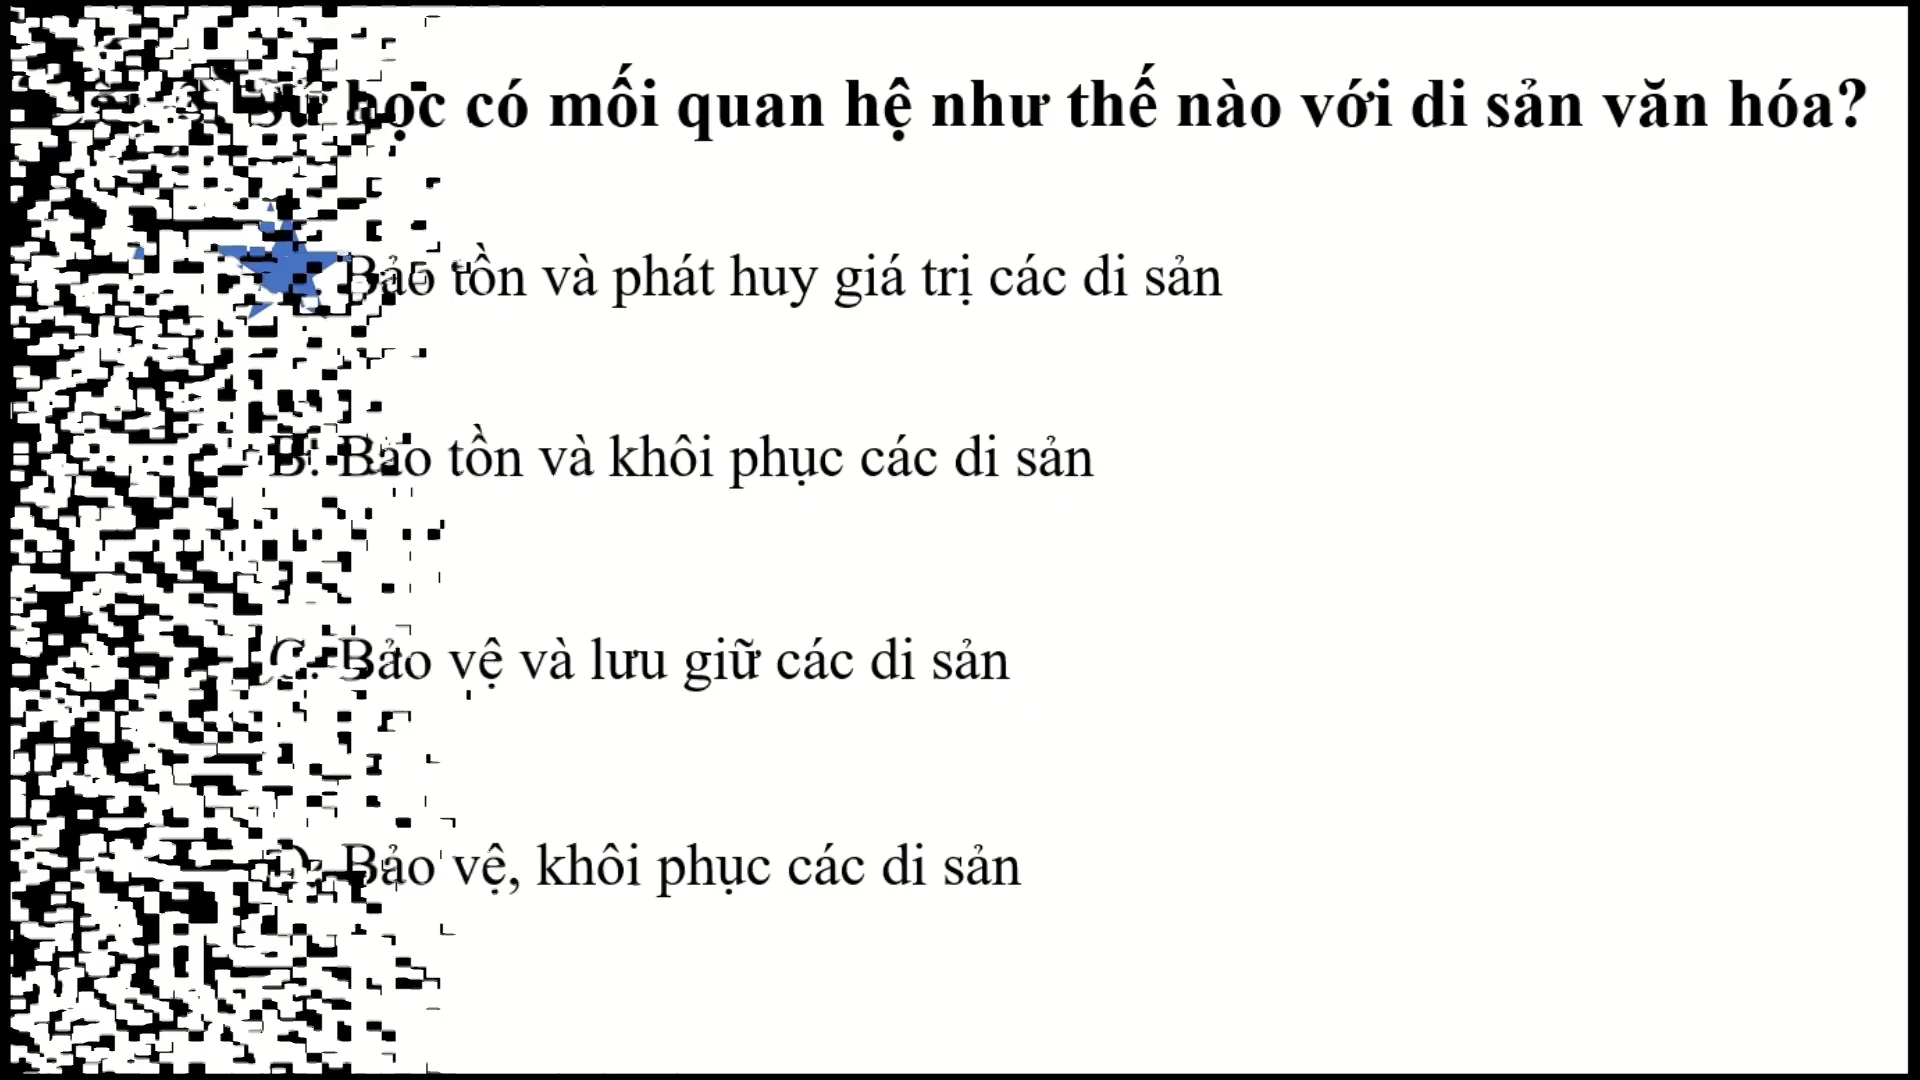 học có mối quan hệ như thế nào với di sản văn hóa?
Bảo tồn và phát huy giá trị các di sản
B. Bảo tồn và khôi phục các di sản
C. Bảo vệ và lưu giữ các di sản
D. Bảo vệ, khôi phục các di sản